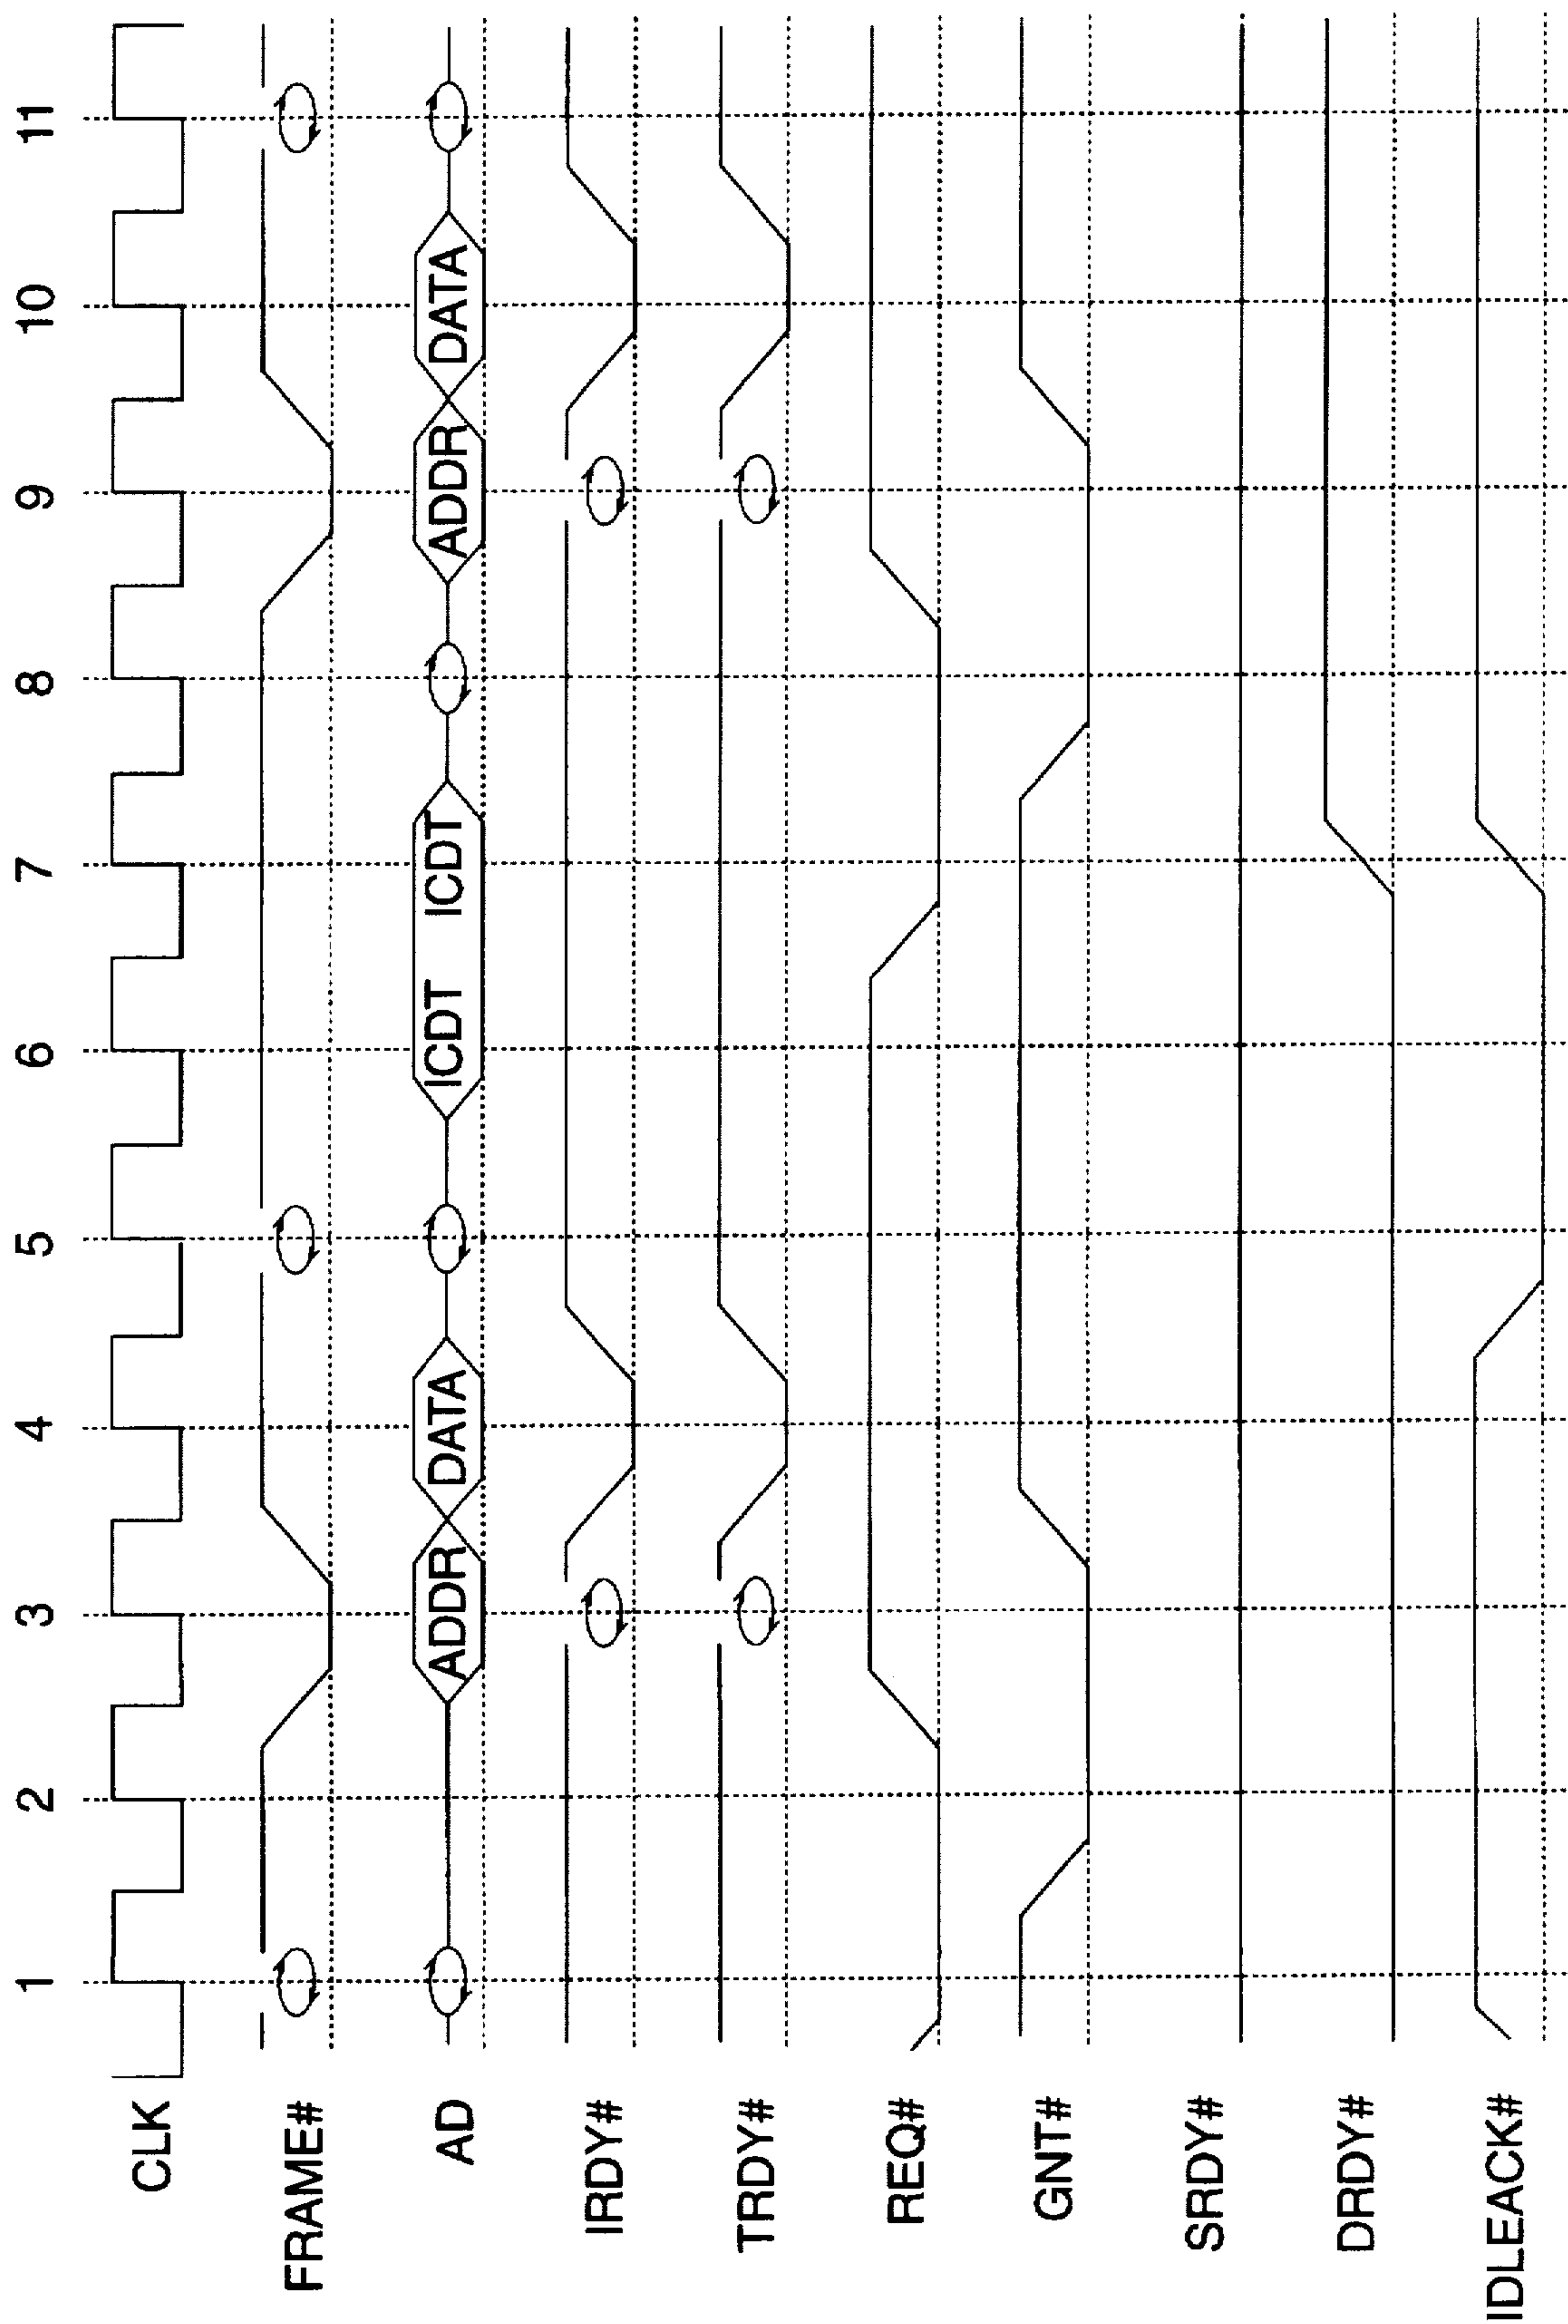 1 2 3 4 5 6 7 8 9 10 11
CLK
FRAME#
AD ADDR DATA ICDT ICDT ADDR DATA
IRDY#
TRDY#
REQ#
GNT#
SRDY#
DRDY#
IDLEACK#